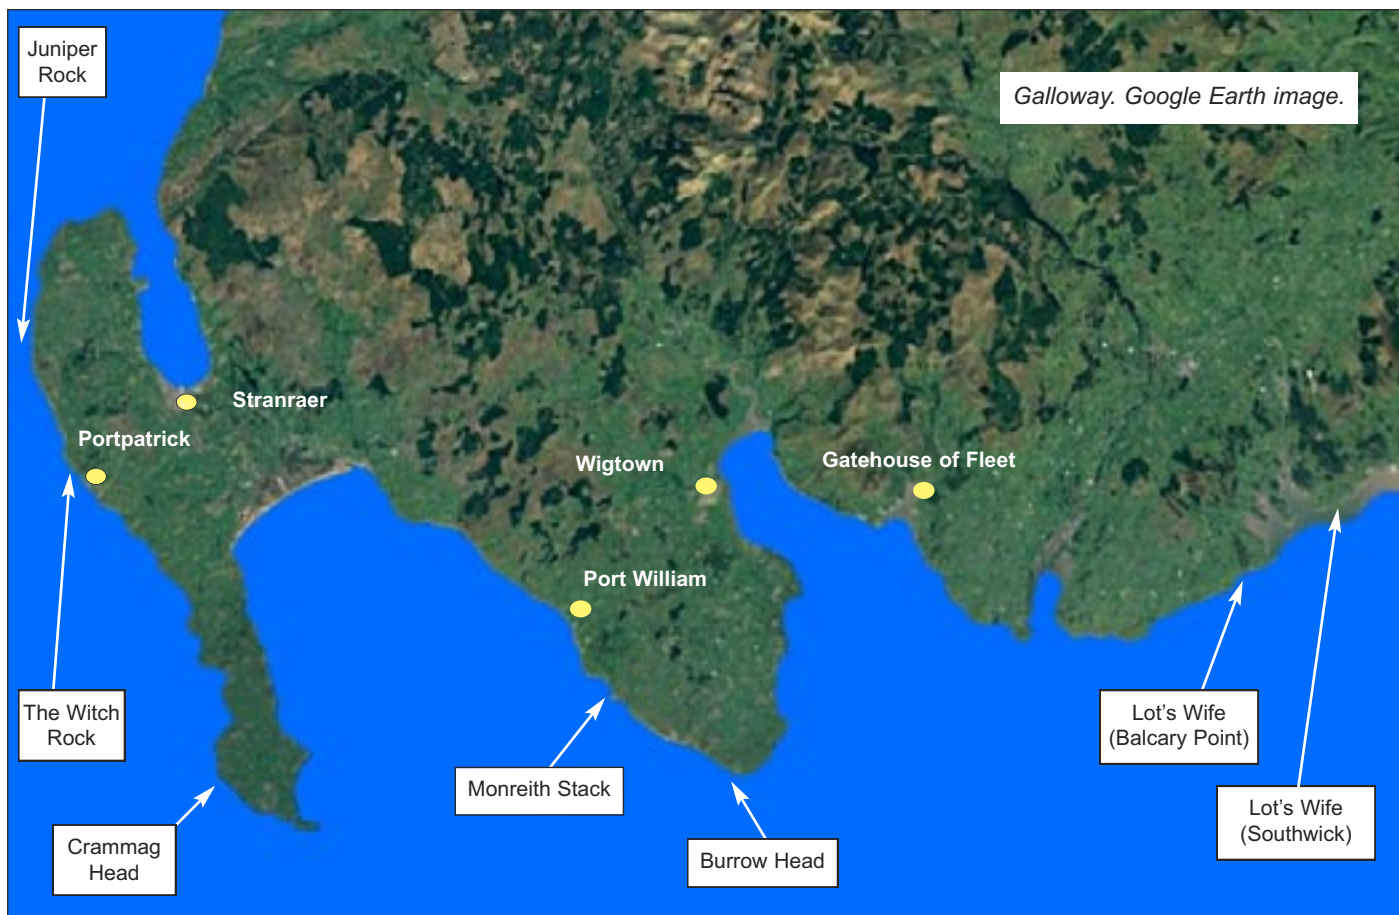 Juniper
Rock
Galloway. Google Earth image.
Stranraer
Portpatrick
Wigtown
Gatehouse of Fleet
Port William
The Witch
Rock
Lot's Wife
(Balcary Point)
Monreith Stack
Lot's Wife
(Southwick)
Crammag
Head
Burrow Head